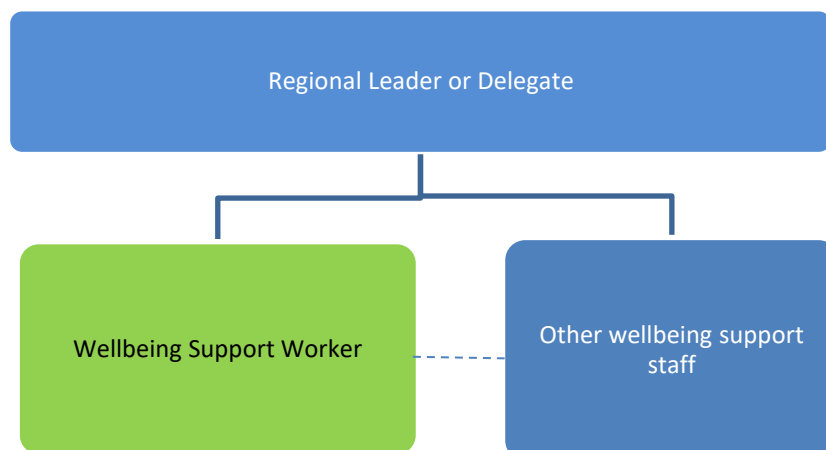 Regional Leader or Delegate
Wellbeing Support Worker
Other wellbeing support
staff